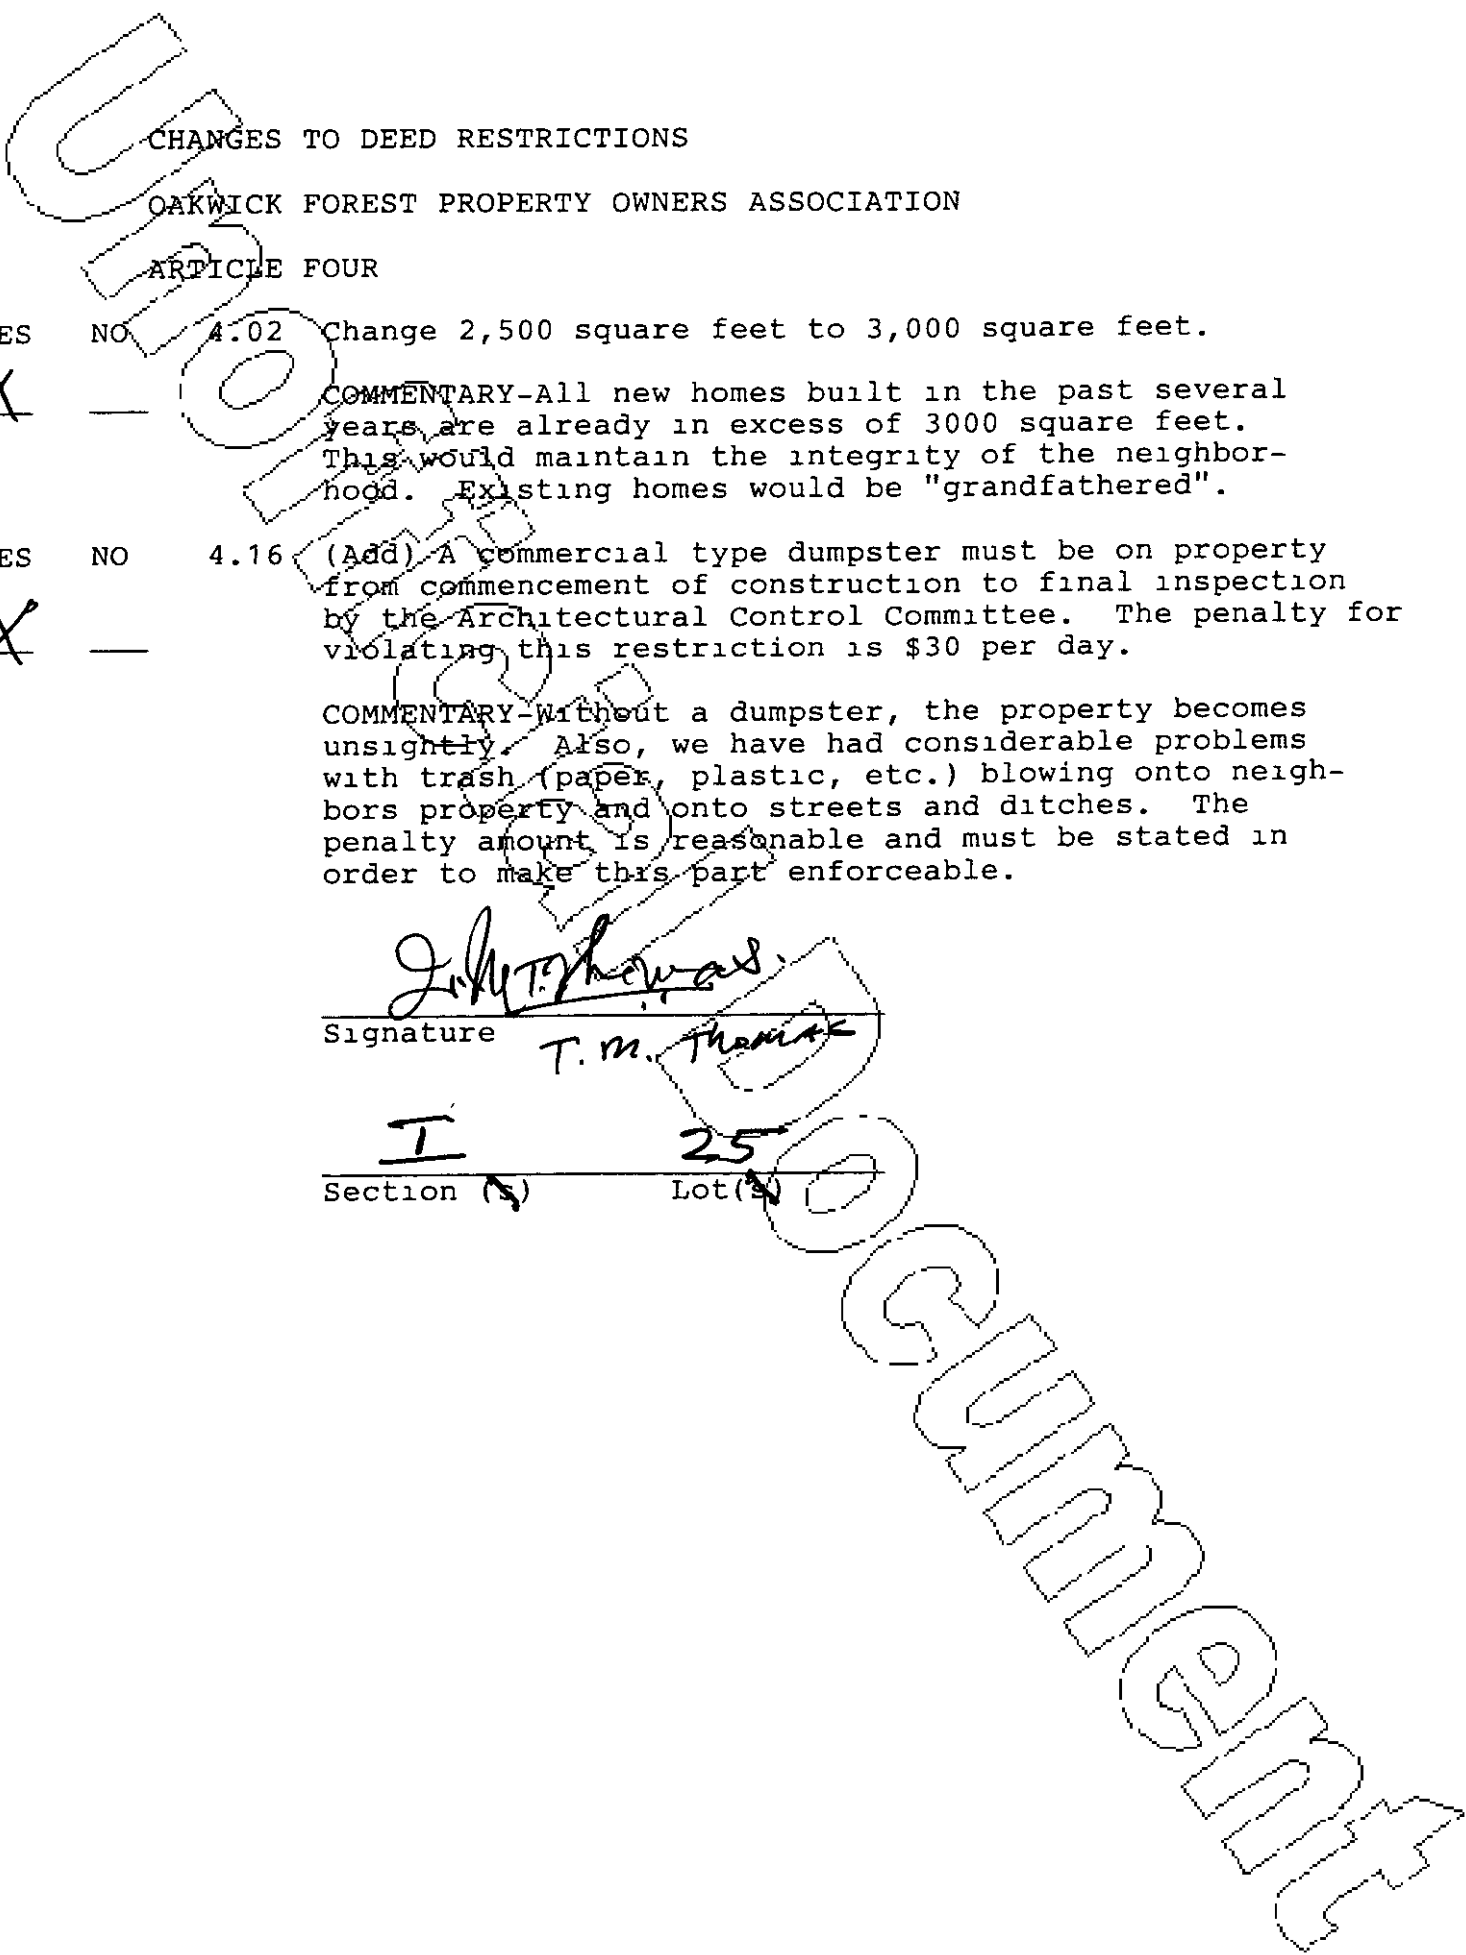 CHANGES TO DEED RESTRICTIONS
OAKWICK FOREST PROPERTY OWNERS ASSOCIATION
ARTICLE FOUR
ES NO 4.02 Change 2,500 square feet to 3,000 square feet.
X COMMENTARY-All new homes built in the past several
years are already in excess of 3000 square feet.
This would maintain the integrity of the neighbor-
hood. Existing homes would be "grandfathered".
ES NO 4.16 (Add) A commercial type dumpster must be on property
from commencement of construction to final inspection
by the Architectural Control Committee. The penalty for
X violating this restriction is $30 per day.
COMMENTARY-Without a dumpster, the property becomes
unsightly. Also, we have had considerable problems
with trash (paper, plastic, etc.) blowing onto neigh-
bors property and onto streets and ditches. The
penalty amount is reasonable and must be stated in
order to make this part enforceable.
T. Thomas.
Signature
T. M. Thomas
I 25
Section (s) Lot(s)
Unofficial Document